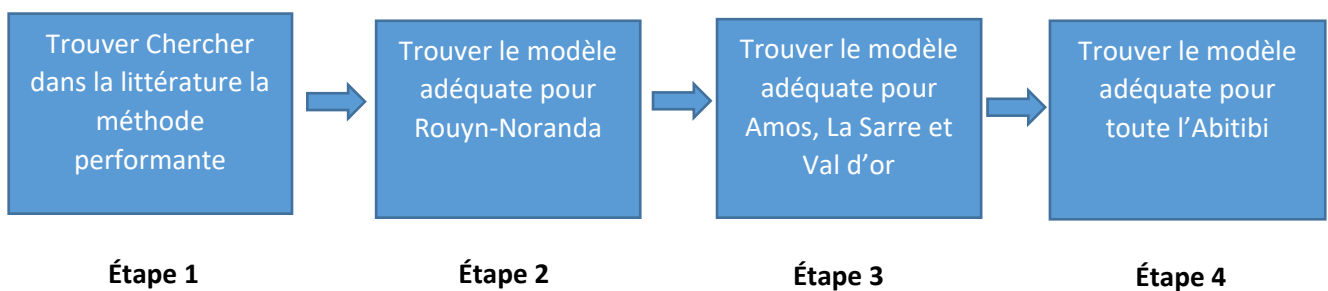 Trouver Chercher
dans la littérature la
méthode
performante
Trouver le modèle
adéquate pour
Rouyn-Noranda
Trouver le modèle
adéquate pour
Amos, La Sarre et
Val d’or
Trouver le modèle
adéquate pour
toute l’Abitibi
Étape 1
Étape 2
Étape 3
Étape 4